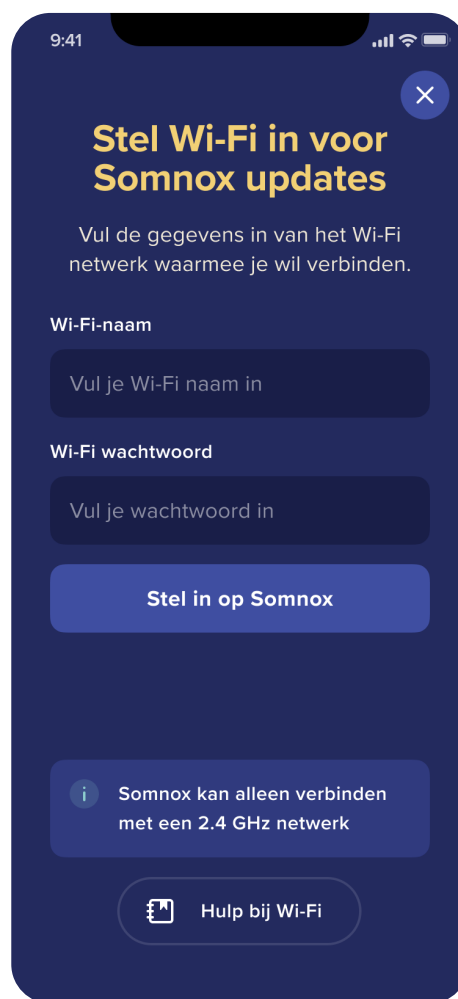 9:41
Stel Wi-Fi in voor
Somnox updates
Vul de gegevens in van het Wi-Fi
netwerk waarmee je wil verbinden.
Wi-Fi-naam
Vul je Wi-Fi naam in
Wi-Fi wachtwoord
Vul je wachtwoord in
Stel in op Somnox
Somnox kan alleen verbinden
met een 2.4 GHz netwerk
Hulp bij Wi-Fi